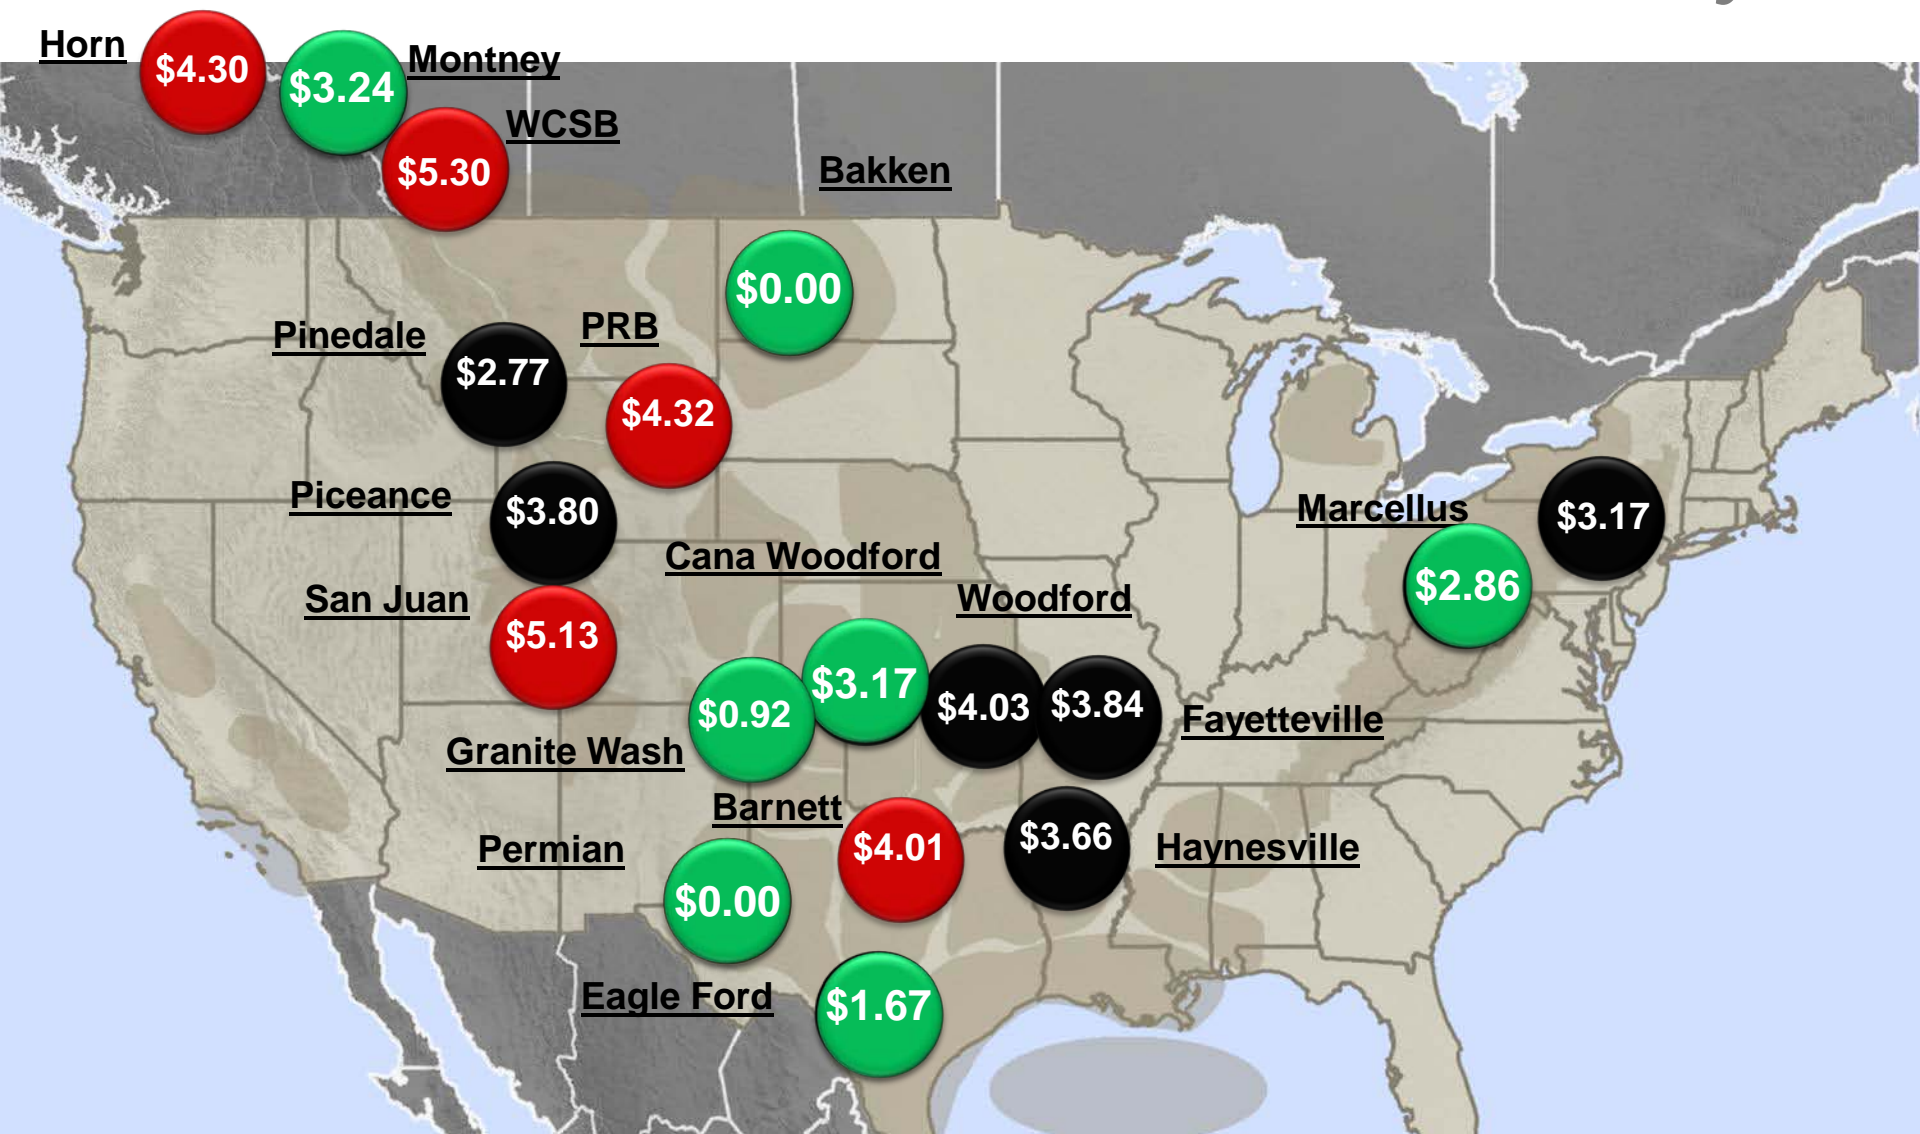 Horn
$4.30
$3.24
Montney
$5.30
WCSB
Bakken
$0.00
Pinedale
$2.77
PRB
$4.32
Piceance
$3.80
San Juan
$5.13
Cana Woodford
Woodford
Marcellus
$3.17
$2.86
Granite Wash
$0.92
$3.17
$4.03
$3.84
Fayetteville
Barnett
$4.01
$3.66
Haynesville
Permian
$0.00
Eagle Ford
$1.67